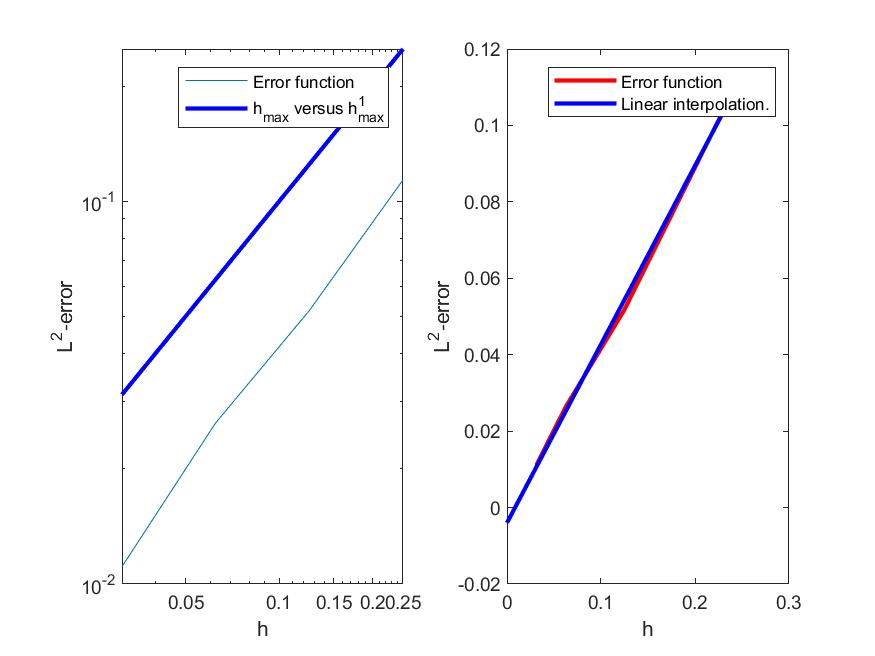 Error function
h_max versus h^1_max
10^-1
10^-2
L^2-error
0.05 0.1 0.15 0.20 0.25
h
Error function
Linear interpolation.
0.12
0.1
0.08
0.06
0.04
0.02
0
-0.02
L^2-error
0 0.1 0.2 0.3
h